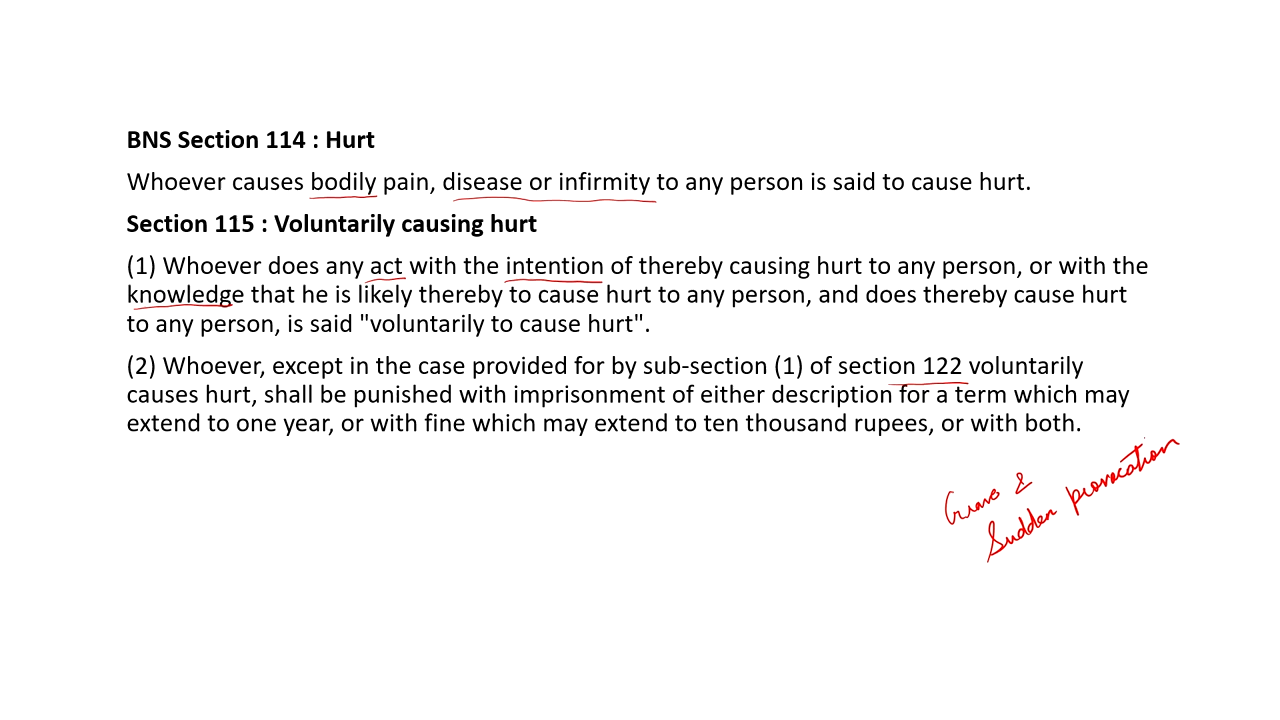 BNS Section 114 : Hurt
Whoever causes bodily pain, disease or infirmity to any person is said to cause hurt.
Section 115 : Voluntarily causing hurt
(1) Whoever does any act with the intention of thereby causing hurt to any person, or with the
knowledge that he is likely thereby to cause hurt to any person, and does thereby cause hurt
to any person, is said "voluntarily to cause hurt".
(2) Whoever, except in the case provided for by sub-section (1) of section 122 voluntarily
causes hurt, shall be punished with imprisonment of either description for a term which may
extend to one year, or with fine which may extend to ten thousand rupees, or with both.
Grave &
Sudden provocation